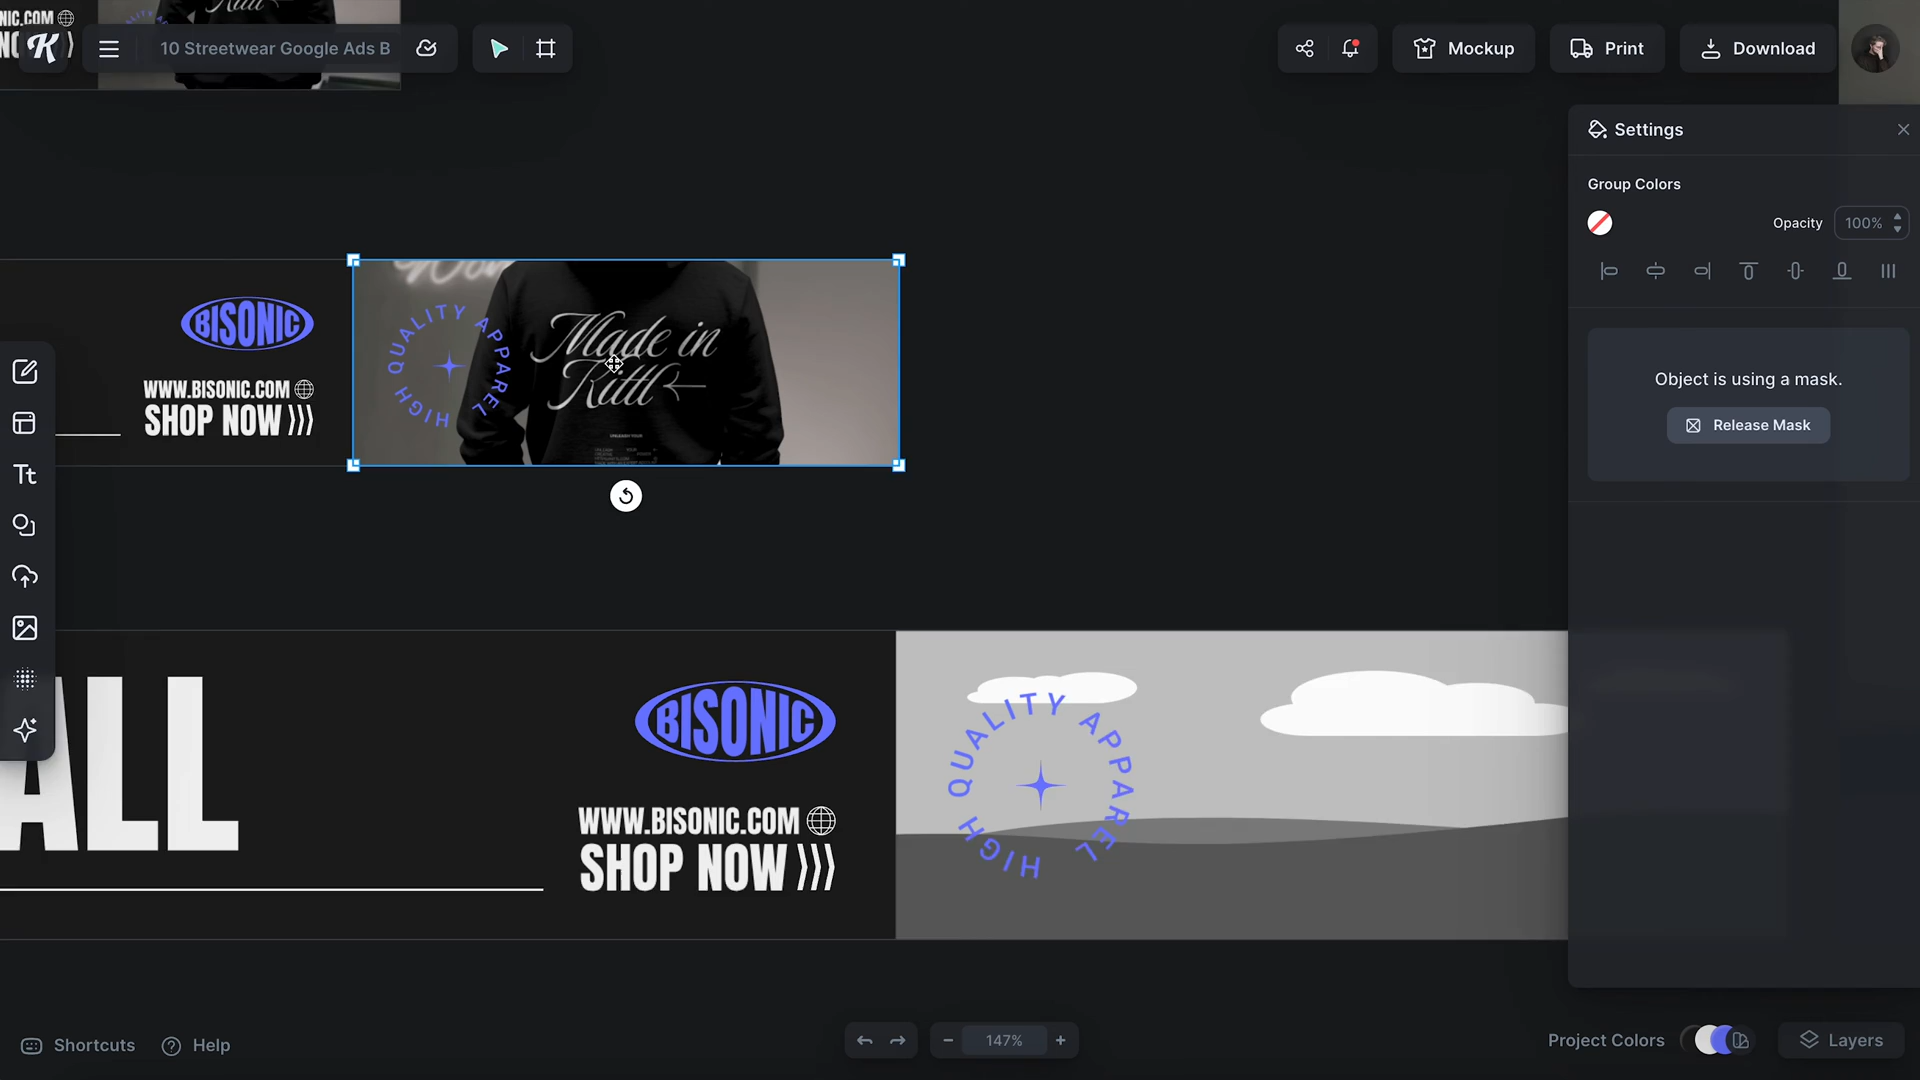 NIC.COM
K
10 Streetwear Google Ads B
Mockup
Print
Download
Settings
Group Colors
Opacity
100%
Object is using a mask.
Release Mask
BISONIC
WWW.BISONIC.COM
SHOP NOW
HIGH QUALITY APPAREL
Made in
Kittl
Tt
ALL
BISONIC
WWW.BISONIC.COM
SHOP NOW
HIGH QUALITY APPAREL
Shortcuts
Help
147%
Project Colors
Layers